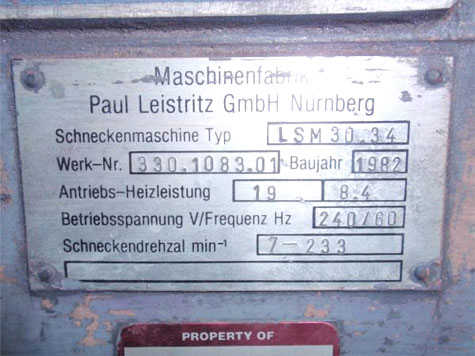 Maschinenfabrik
Paul Leistritz GmbH Nurnberg
Schneckenmaschine Typ LSM 30.34
Werk-Nr. 330.1083.01 Baujahr 1982
Antriebs-Heizleistung 19 8.4
Betriebsspannung V/Frequenz Hz 240/60
Schneckendrehzal min⁻¹ 7-233
PROPERTY OF